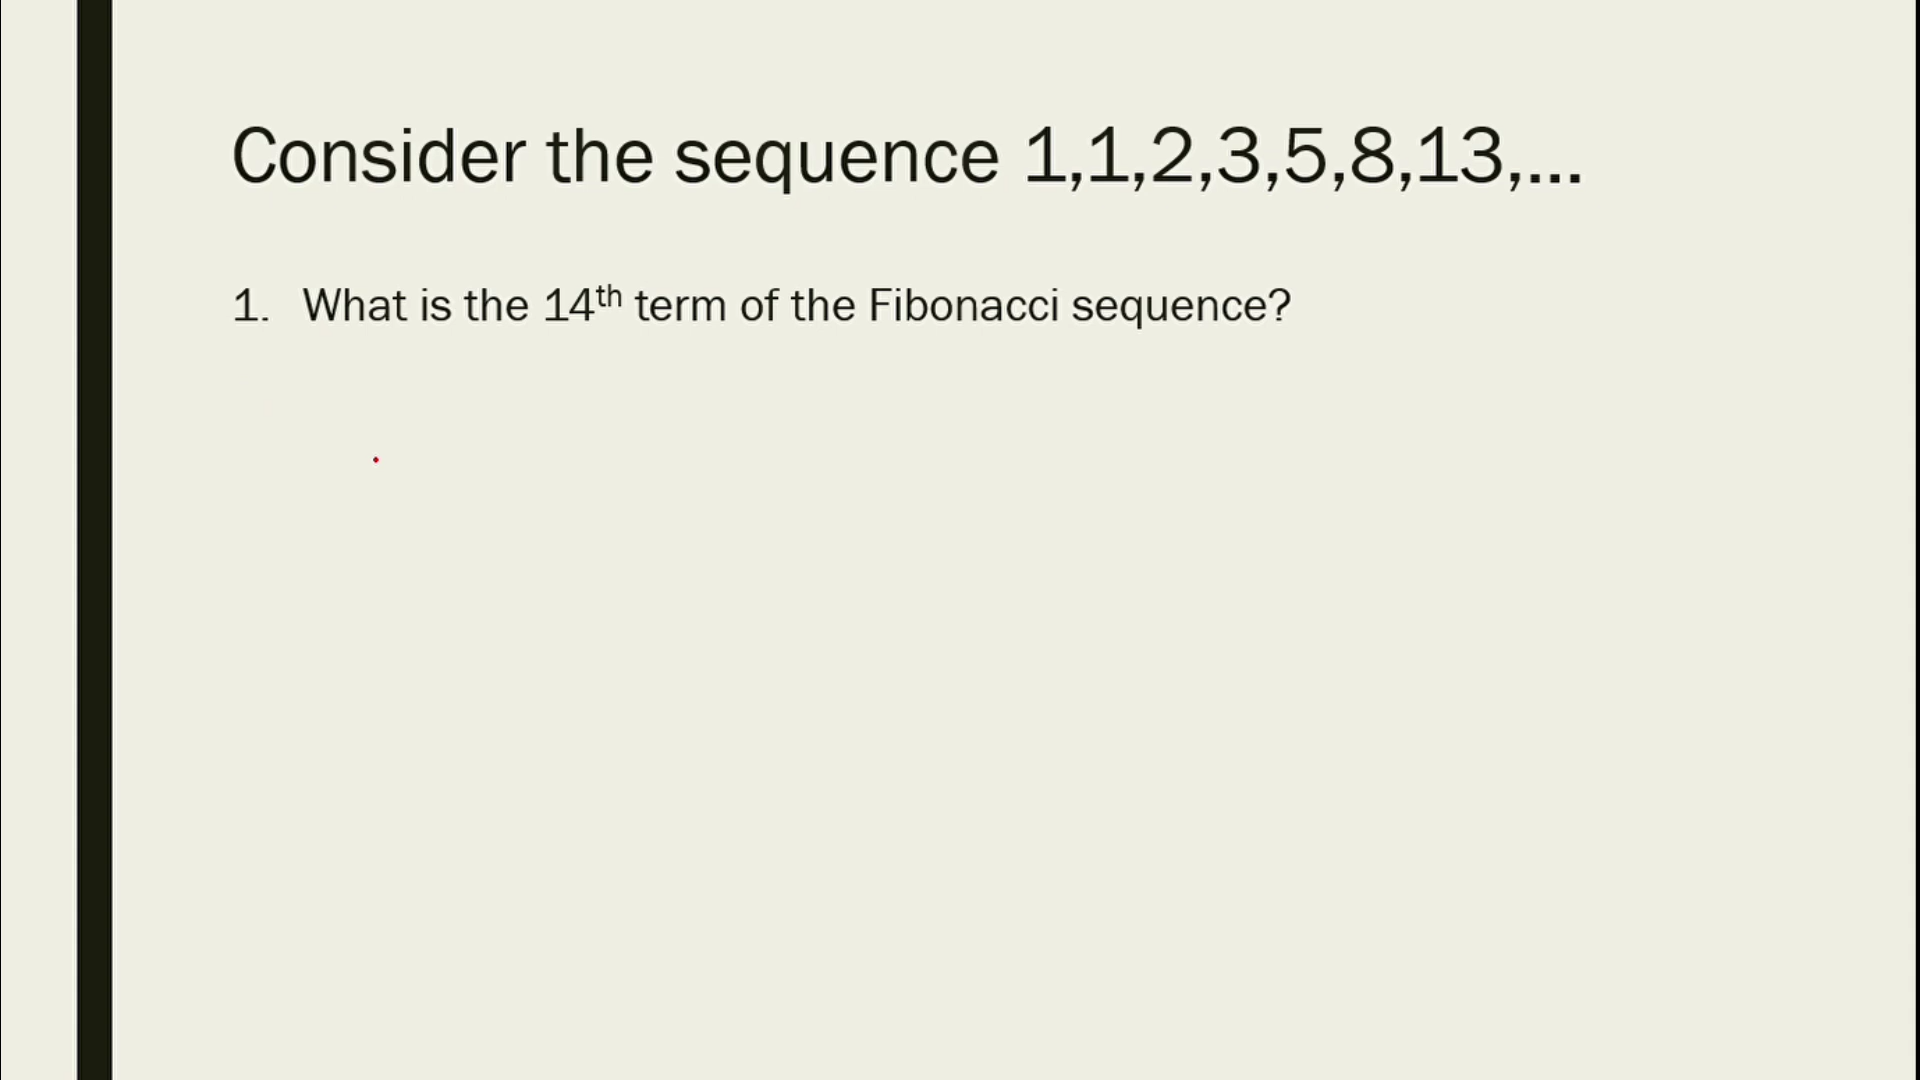 Consider the sequence 1,1,2,3,5,8,13,...
1. What is the 14th term of the Fibonacci sequence?